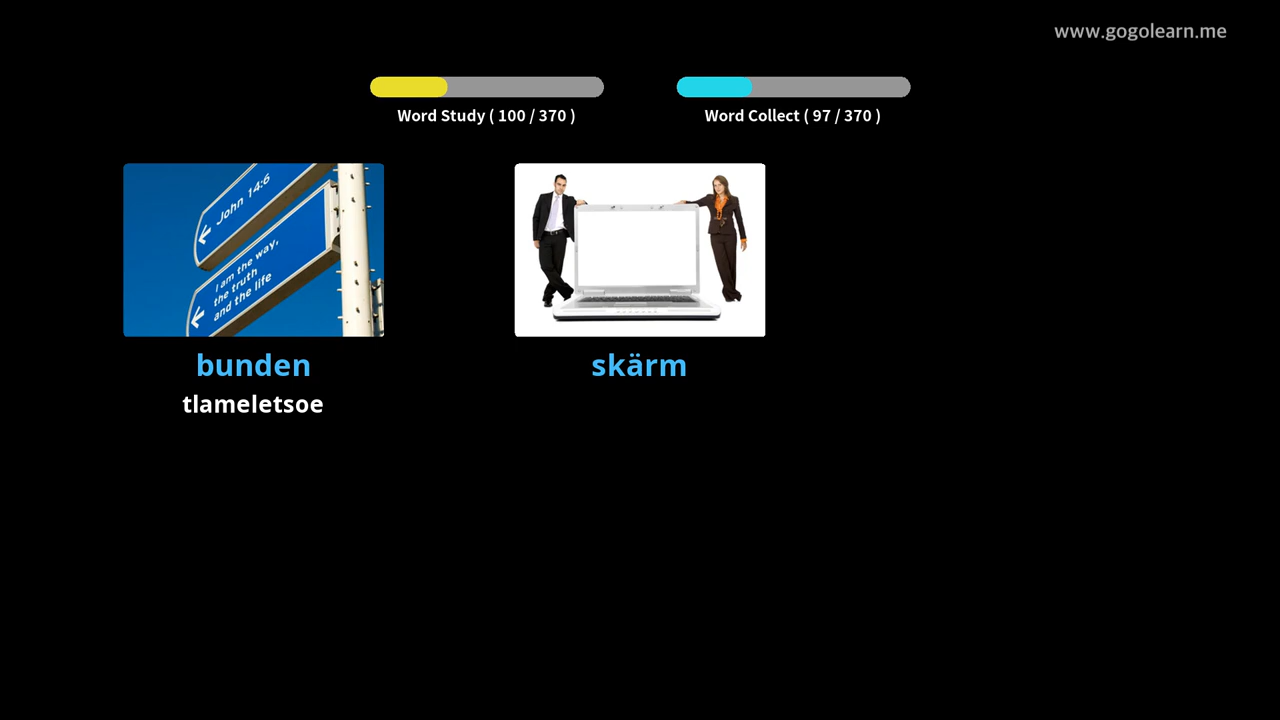 www.gogolearn.me
Word Study ( 100 / 370 )
Word Collect ( 97 / 370 )
John 14:6
I am the way,
the truth
and the life
bunden
skärm
tlameletsoe